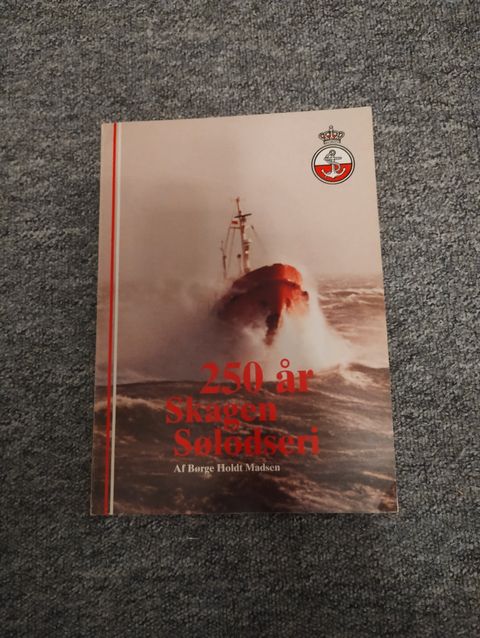 250 år
Skagen
Sølodseri
Af Børge Holdt Madsen